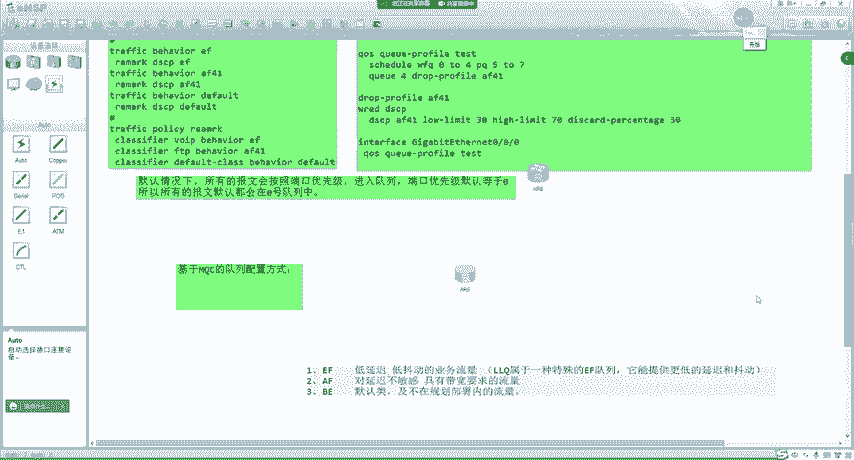 eNSP
#
traffic behavior ef
remark dscp ef
traffic behavior af41
remark dscp af41
traffic behavior default
remark dscp default
#
traffic policy remark
classifier voip behavior ef
classifier ftp behavior af41
classifier default-class behavior default
qos queue-profile test
schedule wfq 0 to 4 pq 5 to 7
queue 4 drop-profile af41
drop-profile af41
wred dscp
dscp af41 low-limit 50 high-limit 70 discard-percentage 50
interface GigabitEthernet0/0/0
qos queue-profile test
默认情况下，所有的报文会按照端口优先级，进入队列，端口优先级默认等于0
所以所有的报文默认都会在0号队列中。
基于MQC的队列配置方式：
1、EF 低延迟 低抖动的业务流量 （LLQ属于一种特殊的EF队列，它能提供更低的延迟和抖动）
2、AF 对延迟不敏感 具有带宽要求的流量
3、BE 默认类，及不在规划部署内的流量。
设备连线
Auto
Auto
Copper
Serial
POS
E1
ATM
CTL
Auto
自动选择接口连接设备。